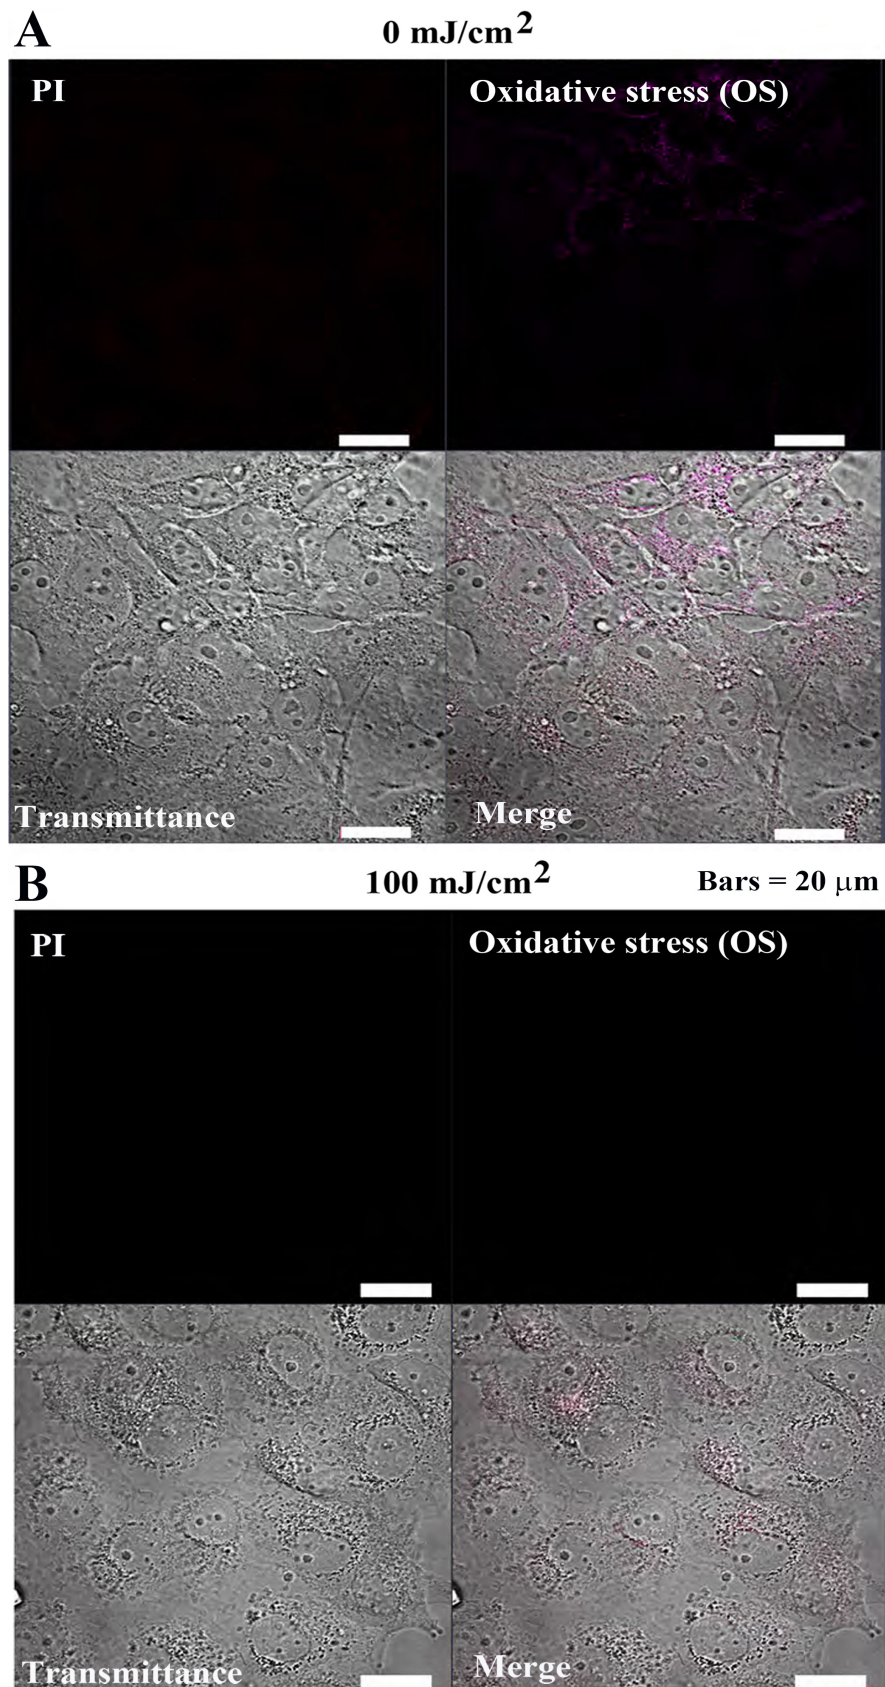 A
0 mJ/cm²
PI
Oxidative stress (OS)
Transmittance
Merge
B
100 mJ/cm²
Bars = 20 µm
PI
Oxidative stress (OS)
Transmittance
Merge